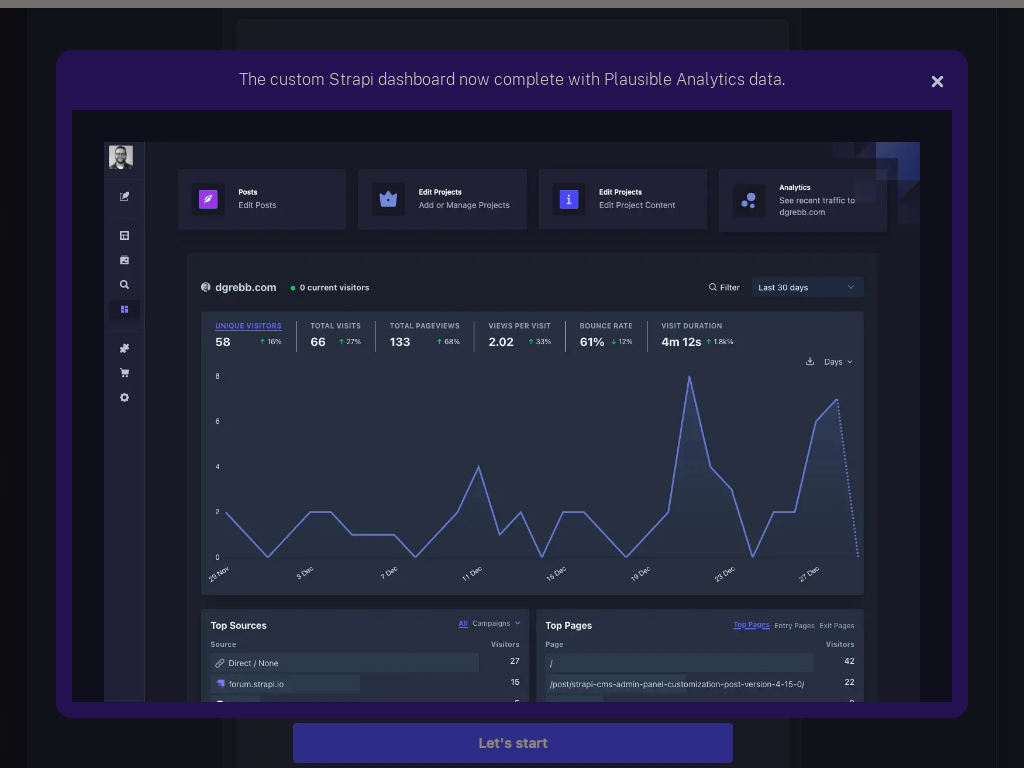 The custom Strapi dashboard now complete with Plausible Analytics data.
Posts
Edit Posts
Edit Projects
Add or Manage Projects
Edit Projects
Edit Project Content
Analytics
See recent traffic to
dgrebb.com
dgrebb.com
0 current visitors
Filter
Last 30 days
UNIQUE VISITORS
58 ↑ 16%
TOTAL VISITS
66 ↑ 27%
TOTAL PAGEVIEWS
133 ↑ 68%
VIEWS PER VISIT
2.02 ↑ 33%
BOUNCE RATE
61% ↓ 12%
VISIT DURATION
4m 12s ↑ 1.8k%
Days
8
6
4
2
0
29 Nov 3 Dec 7 Dec 11 Dec 15 Dec 19 Dec 23 Dec 27 Dec
Top Sources
All Campaigns
Source Visitors
Direct / None 27
forum.strapi.io 15
Top Pages
Top Pages Entry Pages Exit Pages
Page Visitors
/ 42
/post/strapi-cms-admin-panel-customization-post-version-4-15-0/ 22
Let's start